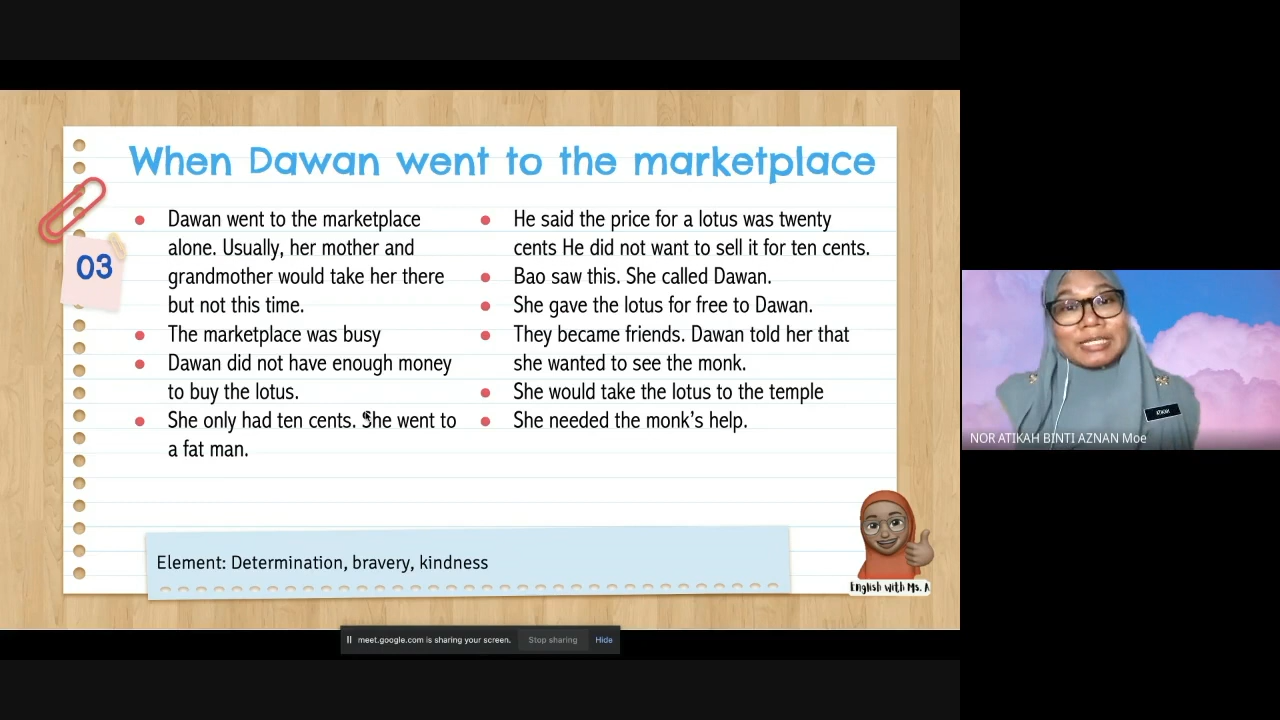 When Dawan went to the marketplace
03
Dawan went to the marketplace
alone. Usually, her mother and
grandmother would take her there
but not this time.
The marketplace was busy
Dawan did not have enough money
to buy the lotus.
She only had ten cents. She went to
a fat man.
He said the price for a lotus was twenty
cents He did not want to sell it for ten cents.
Bao saw this. She called Dawan.
She gave the lotus for free to Dawan.
They became friends. Dawan told her that
she wanted to see the monk.
She would take the lotus to the temple
She needed the monk's help.
Element: Determination, bravery, kindness
English with Ms. A
meet.google.com is sharing your screen.
Stop sharing
Hide
NOR ATIKAH BINTI AZNAN Moe